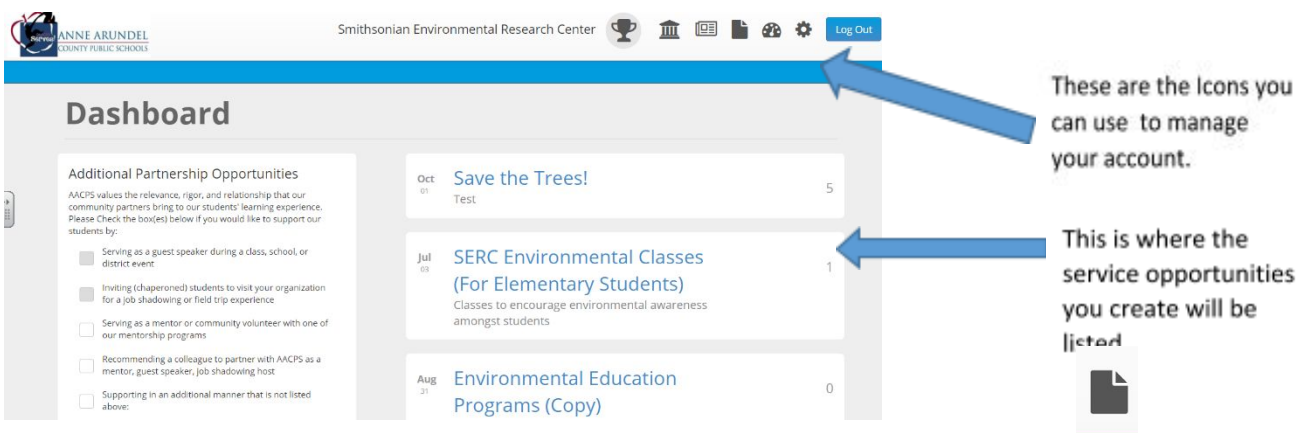 ANNE ARUNDEL
COUNTY PUBLIC SCHOOLS
Smithsonian Environmental Research Center
Log Out
Dashboard
Additional Partnership Opportunities
AACPS values the relevance, rigor, and relationship that our
community partners bring to our students' learning experience.
Please Check the box(es) below if you would like to support our
students by:
Serving as a guest speaker during a class, school, or
district event
Inviting (chaperoned) students to visit your organization
for a job shadowing or field trip experience
Serving as a mentor or community volunteer with one of
our mentorship programs
Recommending a colleague to partner with AACPS as a
mentor, guest speaker, job shadowing host
Supporting in an additional manner that is not listed
above:
Oct
01
Save the Trees!
Test
5
Jul
SERC Environmental Classes
(For Elementary Students)
Classes to encourage environmental awareness
amongst students
1
Aug
31
Environmental Education
Programs (Copy)
0
These are the Icons you
can use to manage
your account.
This is where the
service opportunities
you create will be
listed